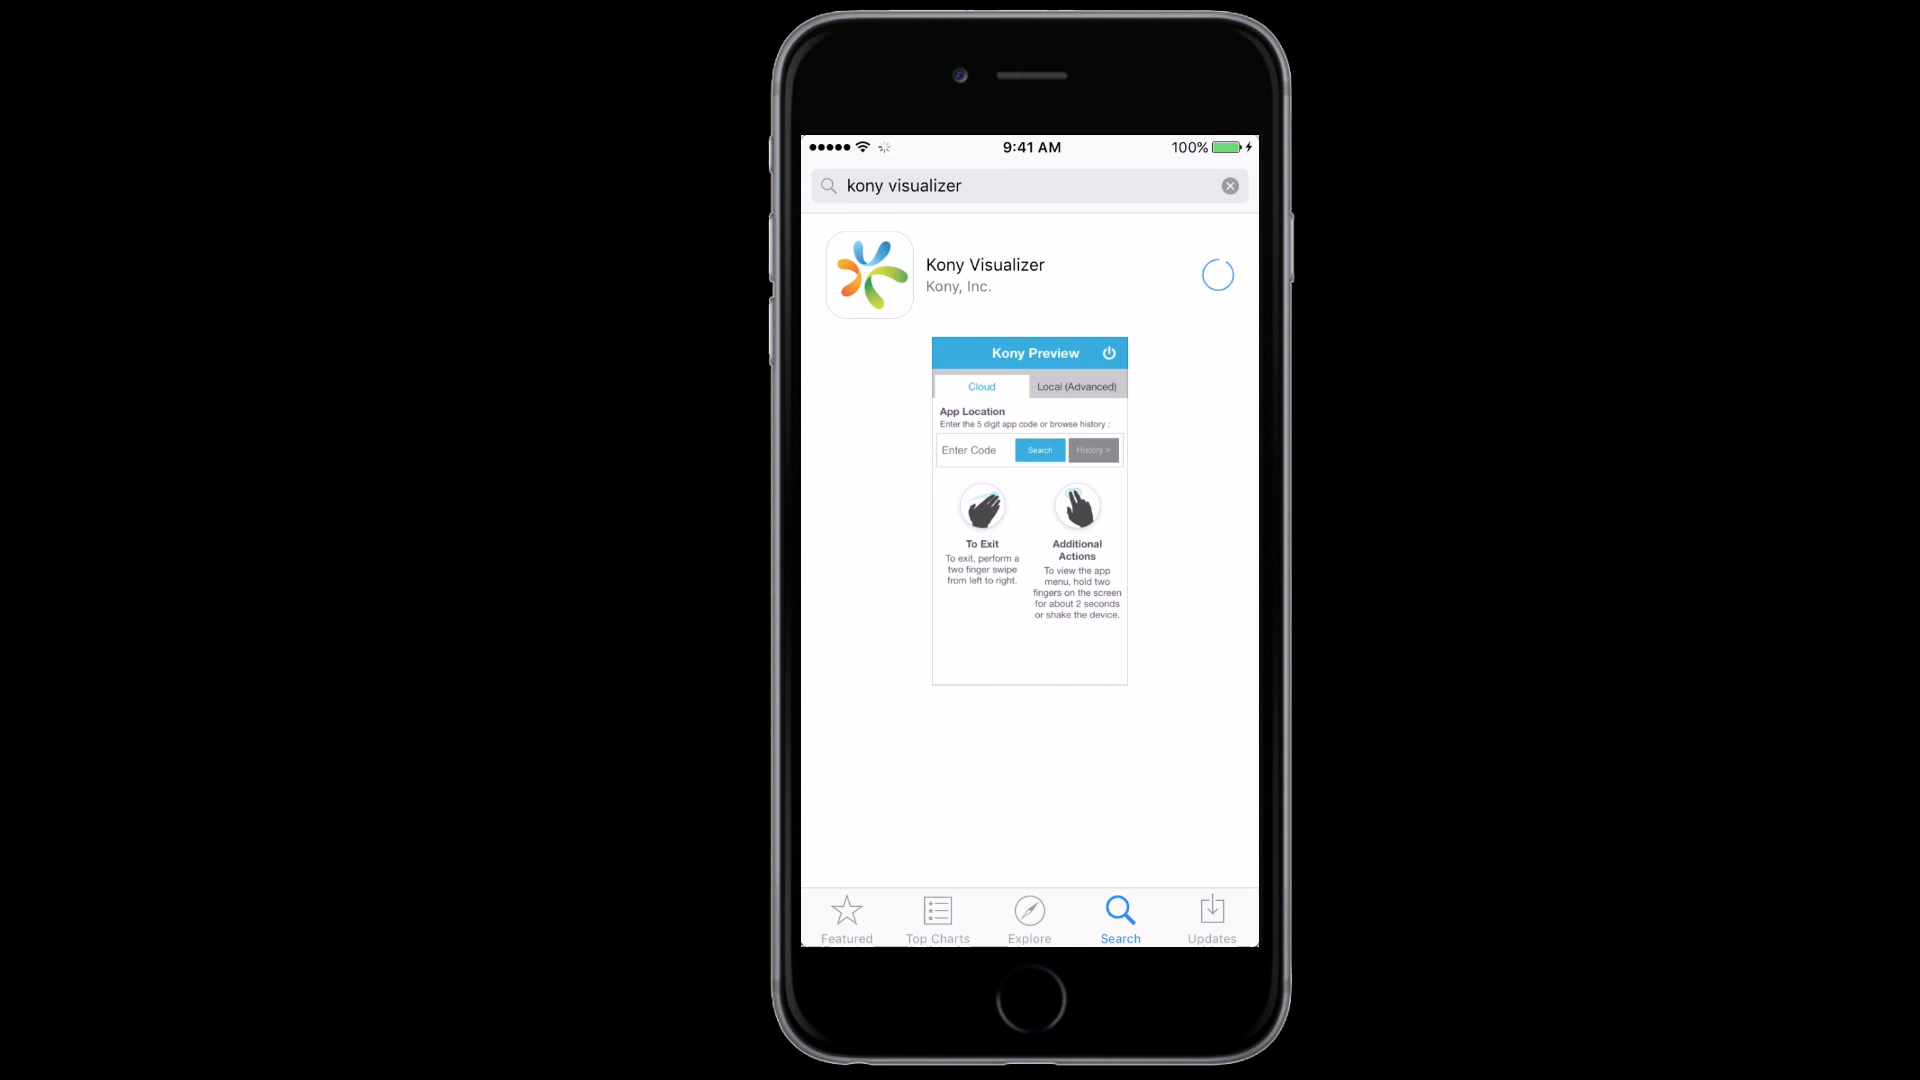 9:41 AM
100%
kony visualizer
Kony Visualizer
Kony, Inc.
Kony Preview
Cloud
Local (Advanced)
App Location
Enter the 5 digit app code or browse history :
Enter Code
Search
History >
To Exit
To exit, perform a
two finger swipe
from left to right.
Additional
Actions
To view the app
menu, hold two
fingers on the screen
for about 2 seconds
or shake the device.
Featured
Top Charts
Explore
Search
Updates